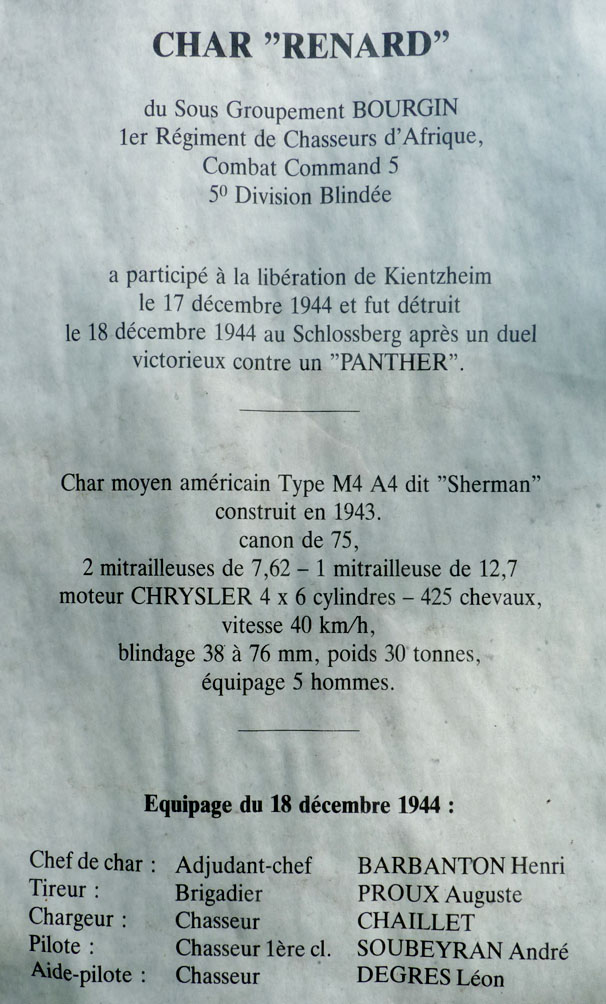 CHAR ”RENARD”
du Sous Groupement BOURGIN
1er Régiment de Chasseurs d’Afrique,
Combat Command 5
5⁰ Division Blindée
a participé à la libération de Kientzheim
le 17 décembre 1944 et fut détruit
le 18 décembre 1944 au Schlossberg après un duel
victorieux contre un ”PANTHER”.
Char moyen américain Type M4 A4 dit ”Sherman”
construit en 1943.
canon de 75,
2 mitrailleuses de 7,62 – 1 mitrailleuse de 12,7
moteur CHRYSLER 4 x 6 cylindres – 425 chevaux,
vitesse 40 km/h,
blindage 38 à 76 mm, poids 30 tonnes,
équipage 5 hommes.
Equipage du 18 décembre 1944 :
Chef de char : Adjudant-chef BARBANTON Henri
Tireur : Brigadier PROUX Auguste
Chargeur : Chasseur CHAILLET
Pilote : Chasseur 1ère cl. SOUBEYRAN André
Aide-pilote : Chasseur DEGRES Léon